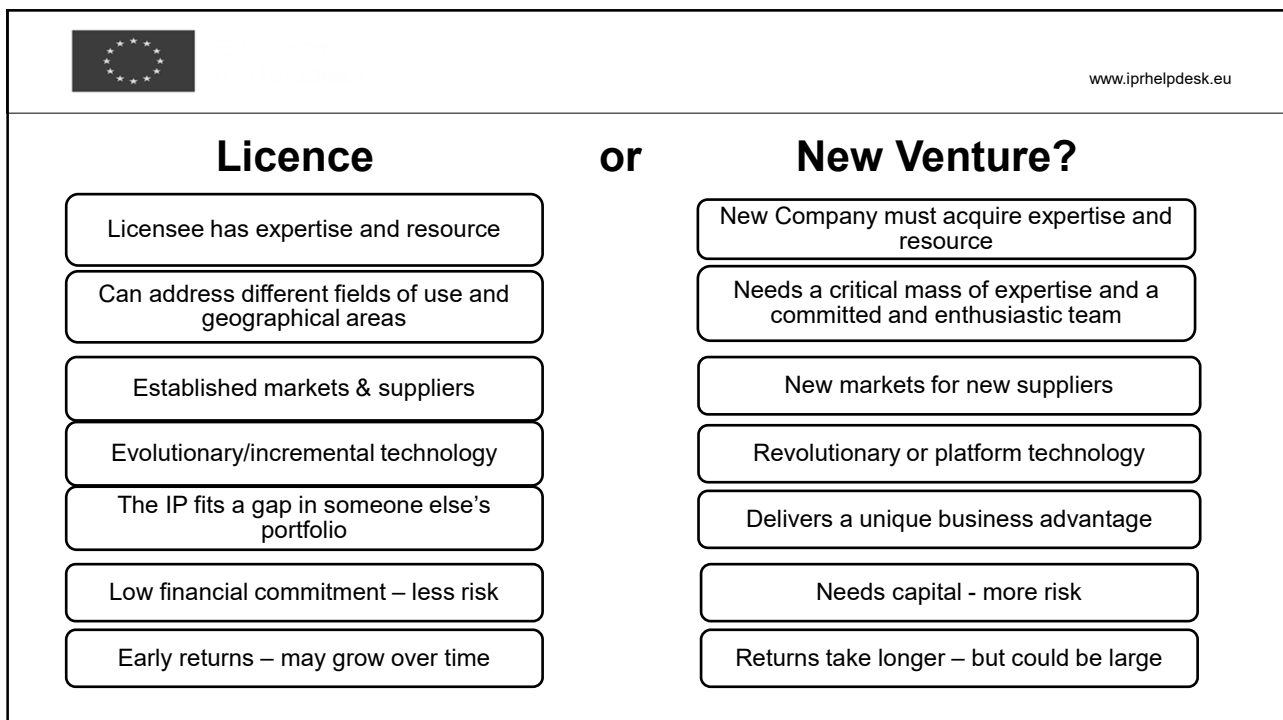 www.iprhelpdesk.eu
Licence or New Venture?
Licensee has expertise and resource
New Company must acquire expertise and
resource
Can address different fields of use and
geographical areas
Needs a critical mass of expertise and a
committed and enthusiastic team
Established markets & suppliers
New markets for new suppliers
Evolutionary/incremental technology
Revolutionary or platform technology
The IP fits a gap in someone else’s
portfolio
Delivers a unique business advantage
Low financial commitment – less risk
Needs capital - more risk
Early returns – may grow over time
Returns take longer – but could be large